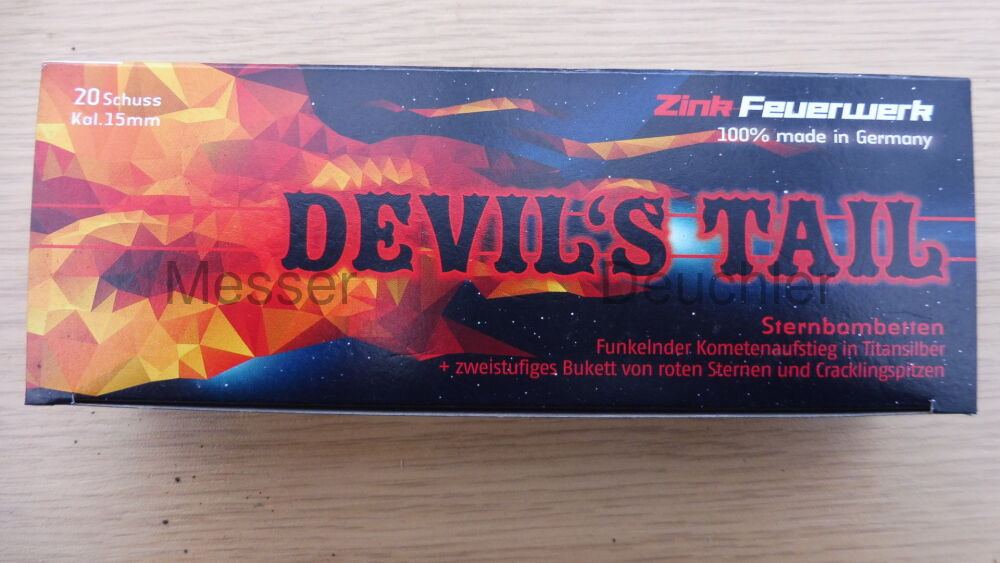 20 Schuss
Kal.15mm
Zink Feuerwerk
100% made in Germany
DEVIL'S TAIL
Messer Deuchler
Sternbombetten
Funkelnder Kometenaufstieg in Titansilber
+ zweistufiges Bukett von roten Sternen und Cracklingspitzen